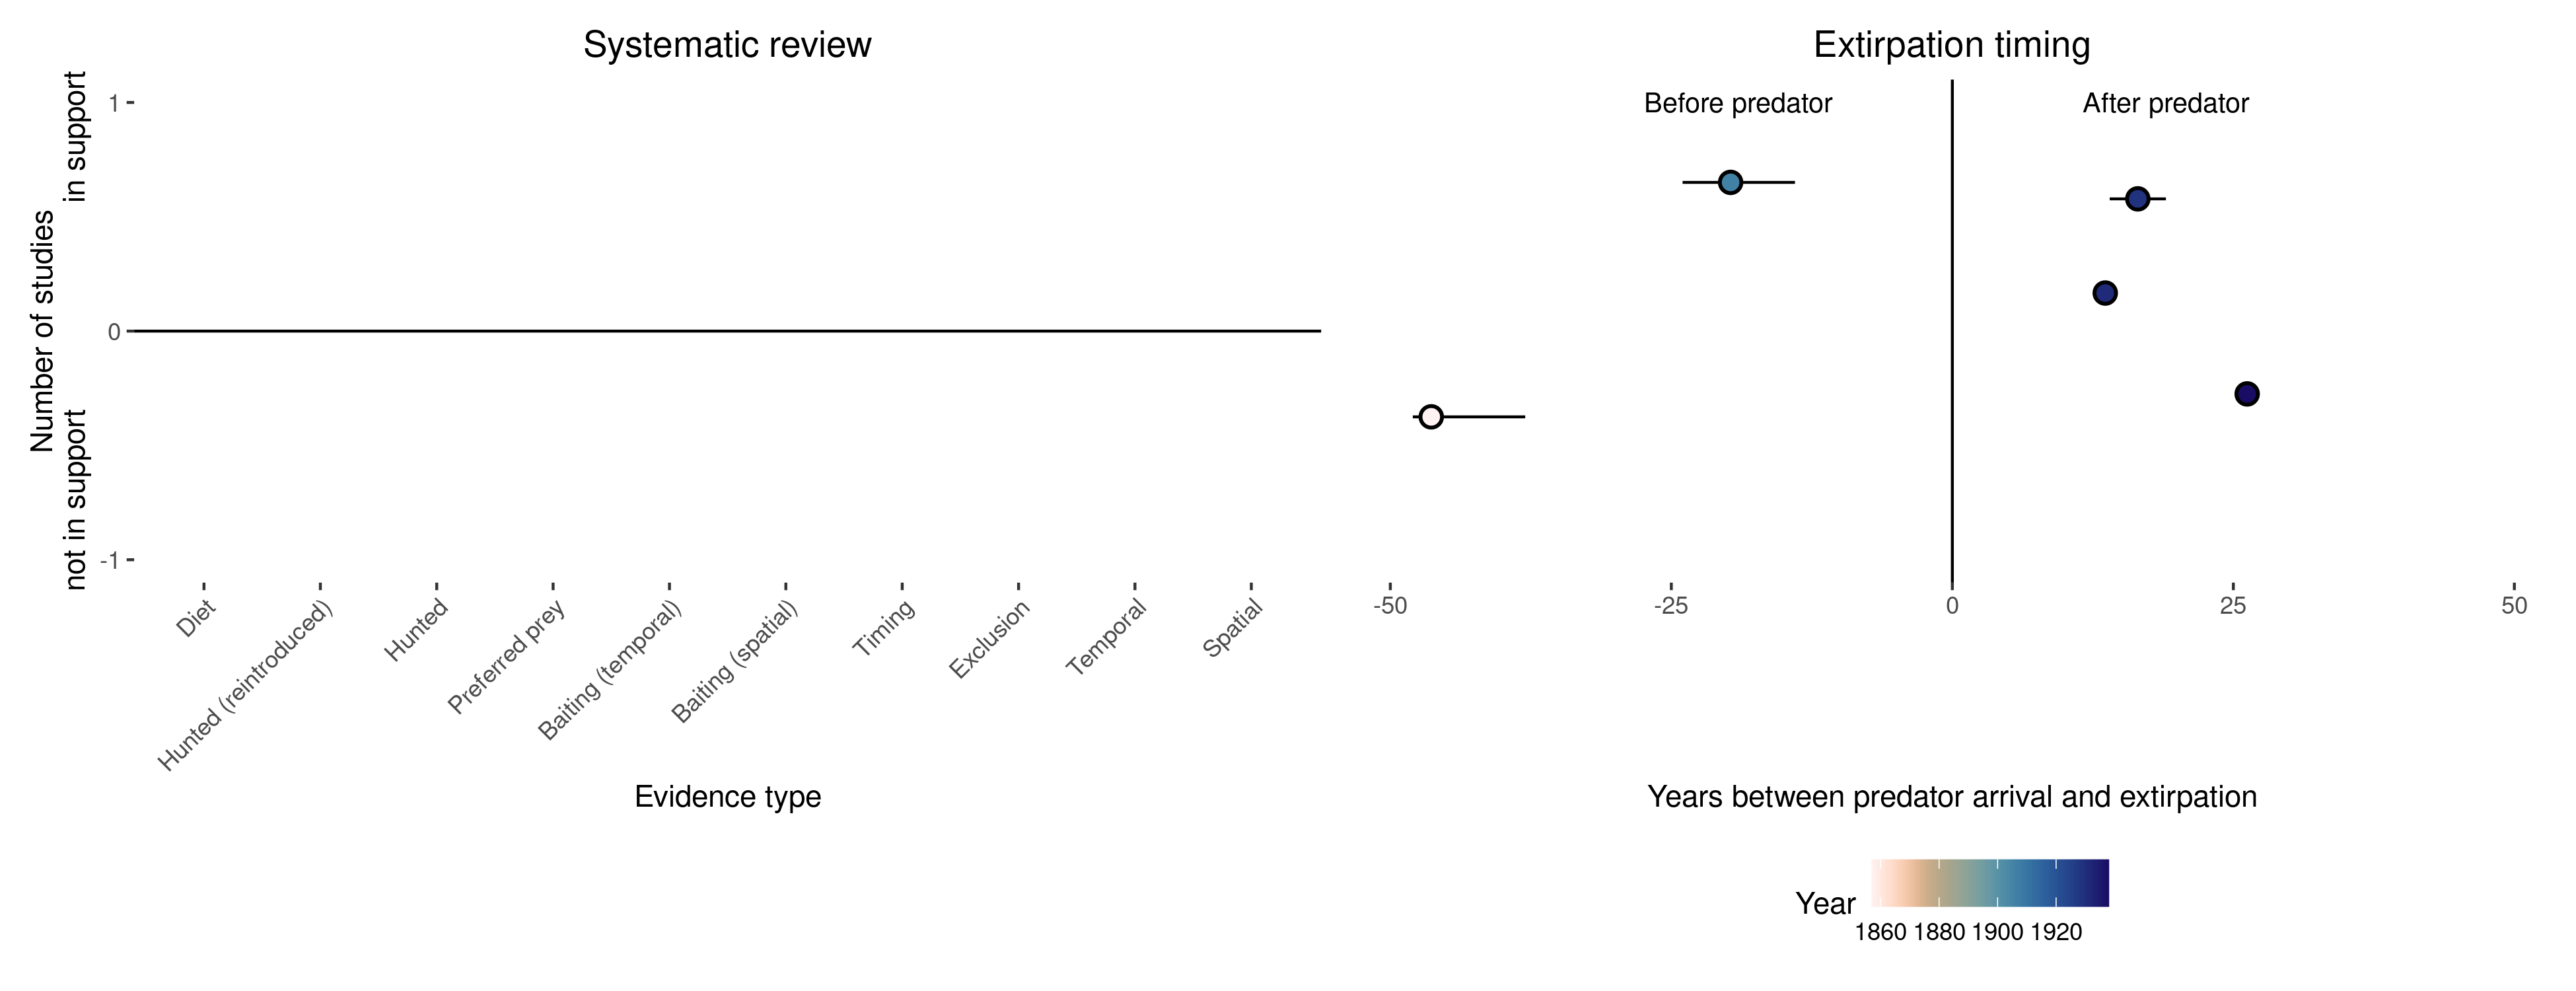 Systematic review
Number of studies
not in support
in support
1
0
-1
Diet
Hunted (reintroduced)
Hunted
Preferred prey
Baiting (temporal)
Baiting (spatial)
Timing
Exclusion
Temporal
Spatial
Evidence type
Extirpation timing
Before predator
After predator
-50
-25
0
25
50
Years between predator arrival and extirpation
Year
1860 1880 1900 1920